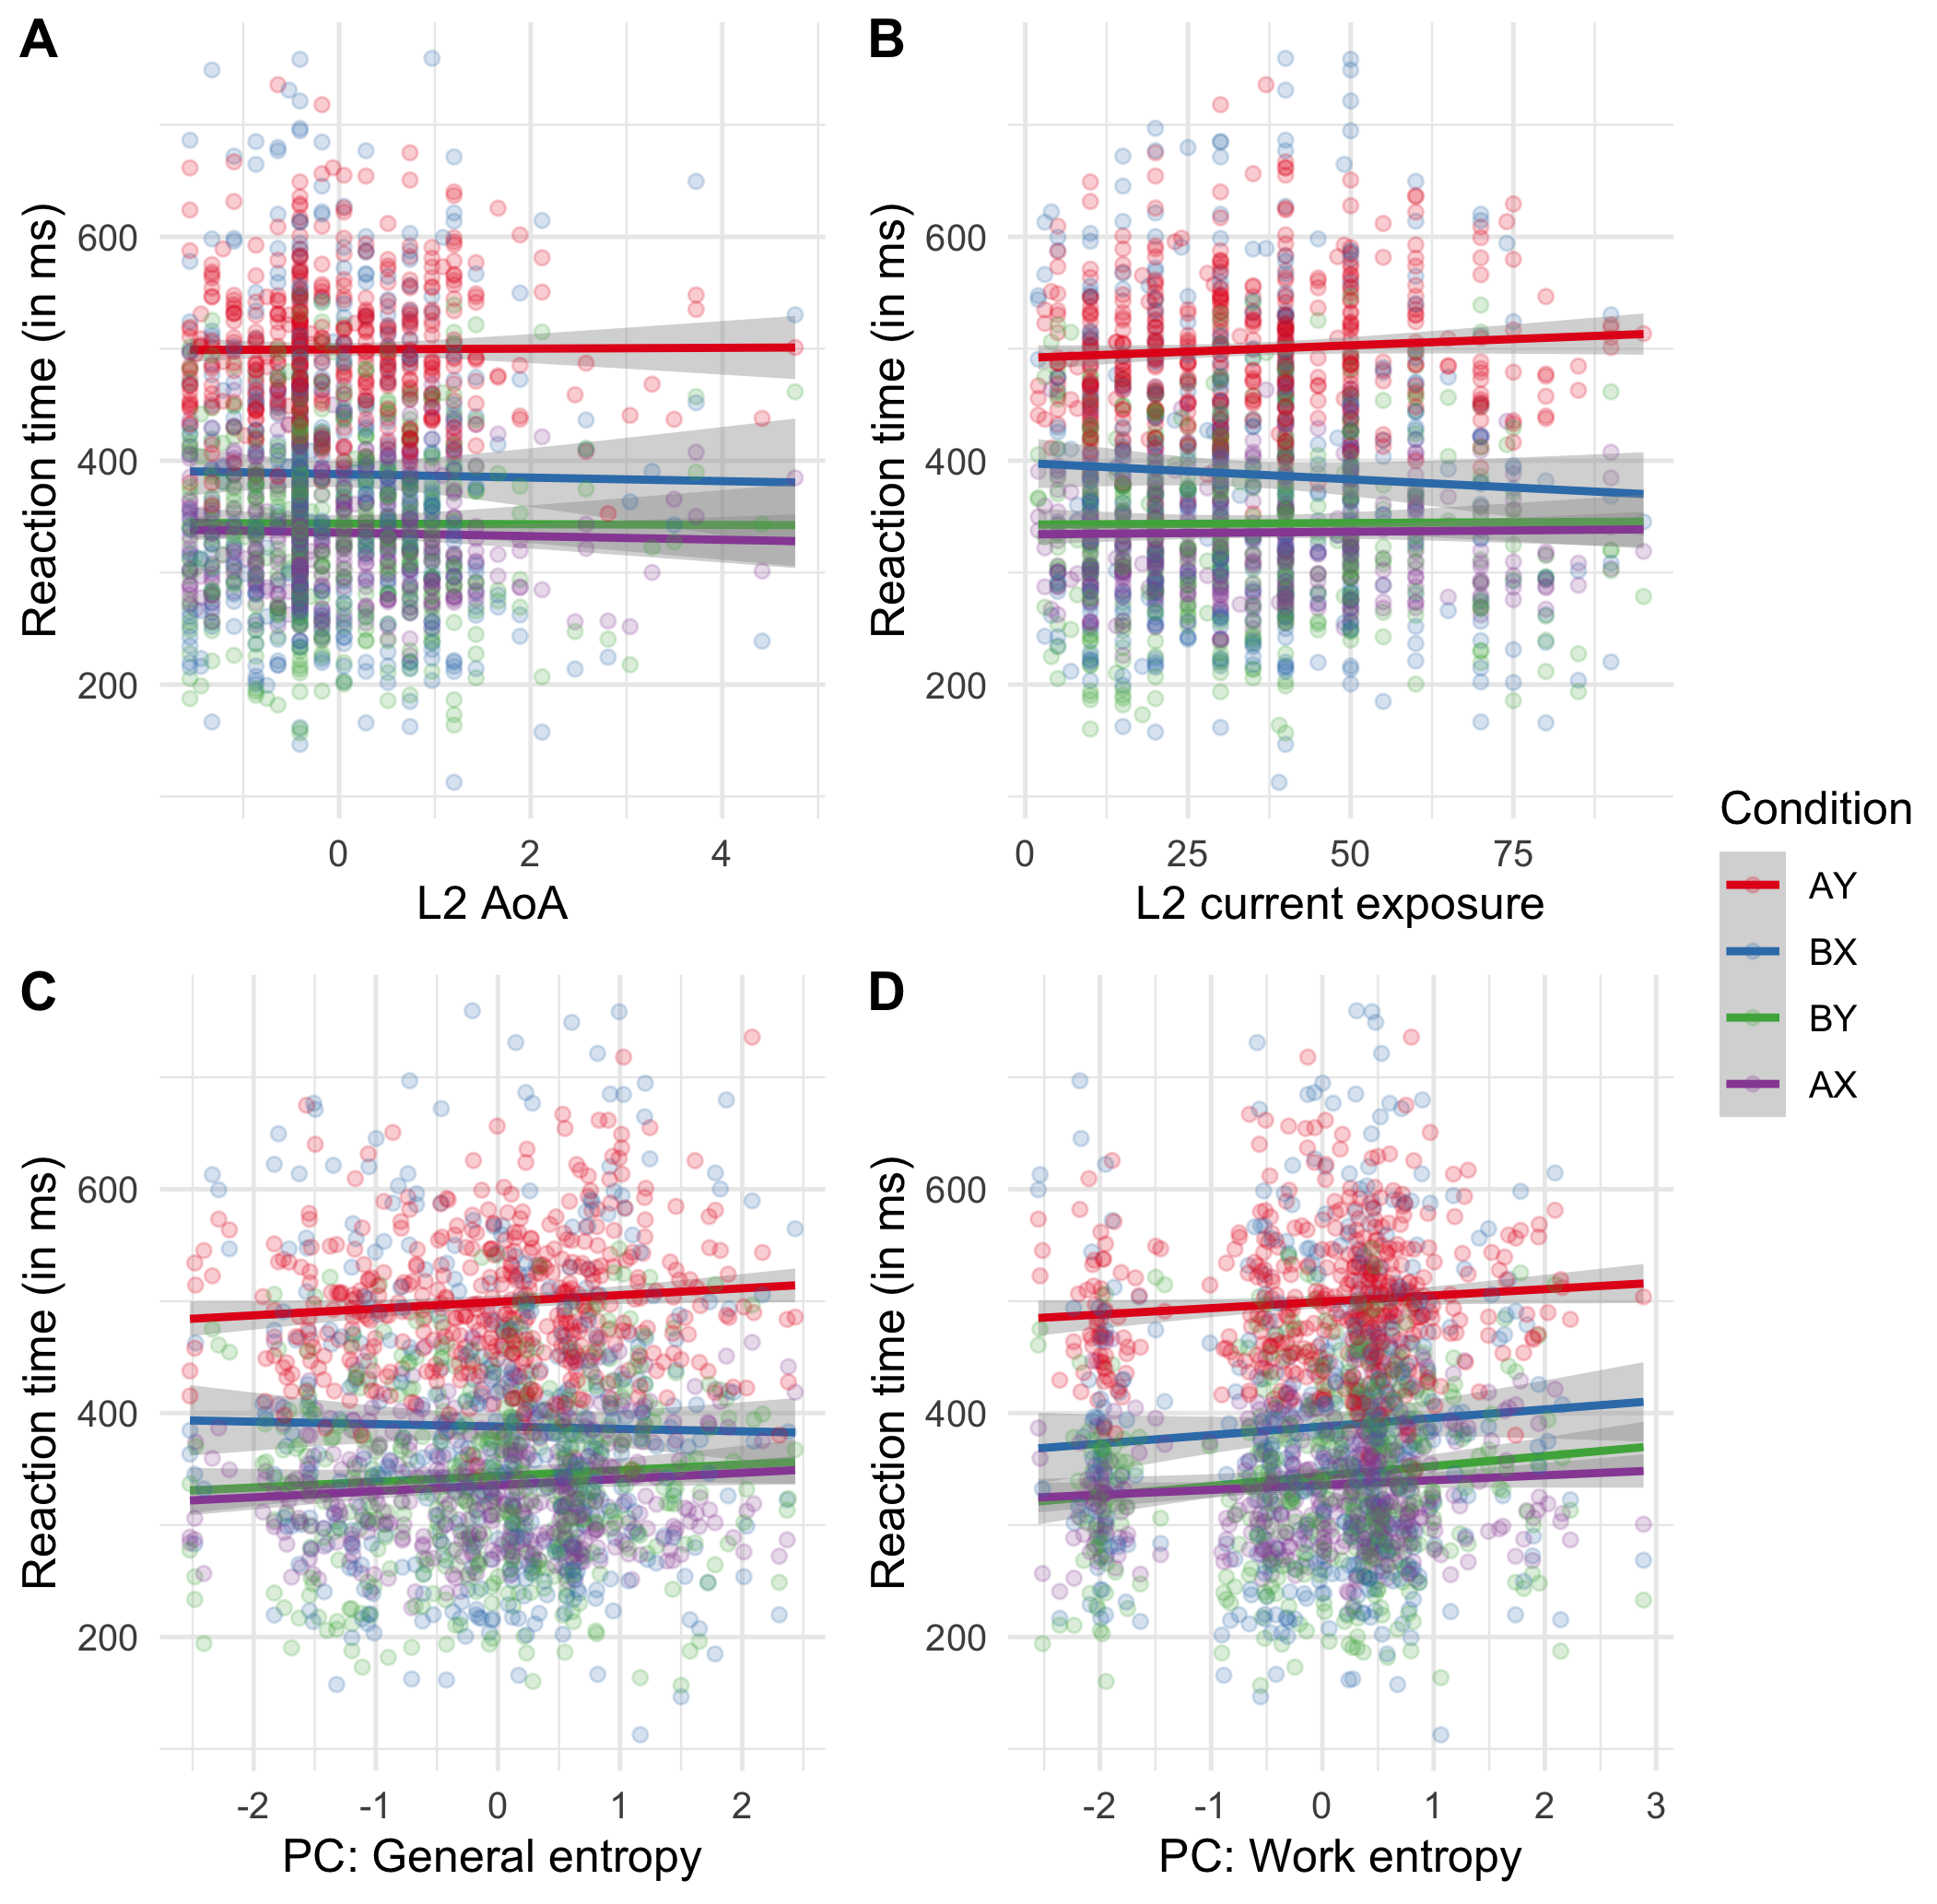 A
Reaction time (in ms)
600
400
200
0 2 4
L2 AoA
B
Reaction time (in ms)
600
400
200
0 25 50 75
L2 current exposure
C
Reaction time (in ms)
600
400
200
-2 -1 0 1 2
PC: General entropy
D
Reaction time (in ms)
600
400
200
-2 -1 0 1 2 3
PC: Work entropy
Condition
AY
BX
BY
AX